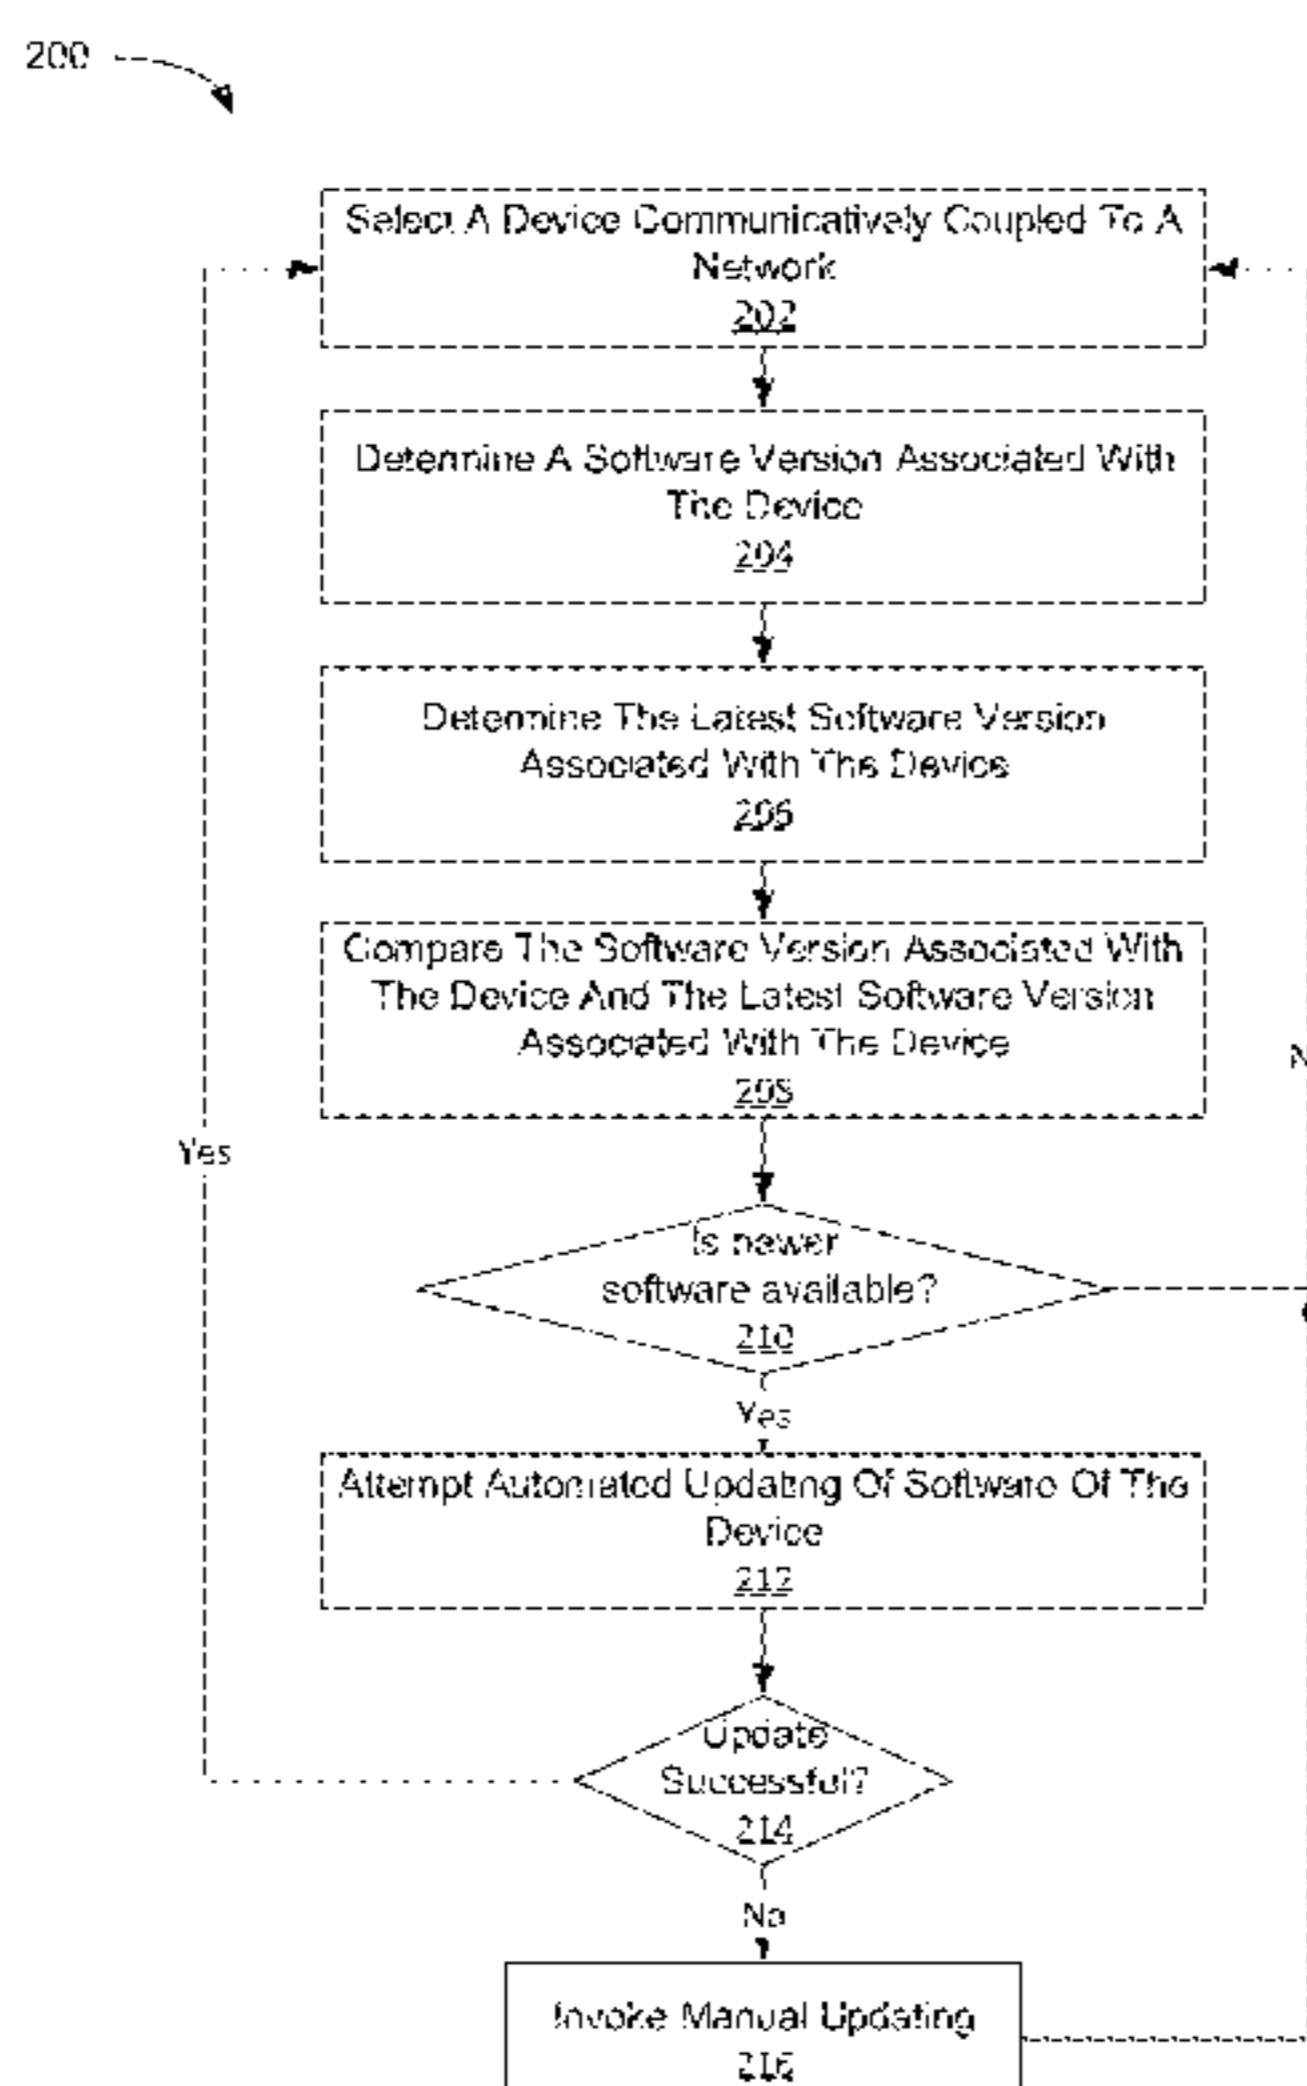 200
Select A Device Communicatively Coupled To A
Network
202
Determine A Software Version Associated With
The Device
204
Determine The Latest Software Version
Associated With The Device
206
Compare The Software Version Associated With
The Device And The Latest Software Version
Associated With The Device
208
Yes
Is newer
software available?
210
Yes
Attempt Automated Updating Of Software Of The
Device
212
Update
Successful?
214
No
Invoke Manual Updating
216